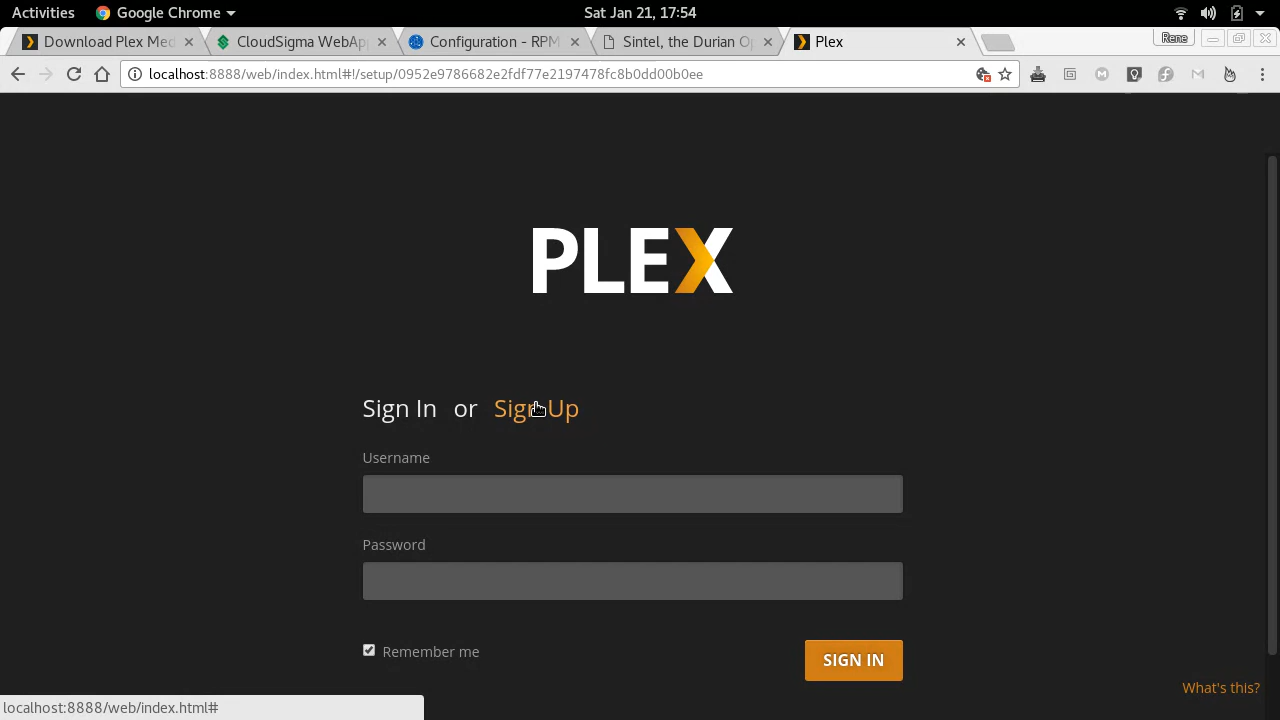 Activities Google Chrome Sat Jan 21, 17:54
Download Plex Med CloudSigma WebApp Configuration - RPM Sintel, the Durian Op Plex Rene
localhost:8888/web/index.html#!/setup/0952e9786682e2fdf77e2197478fc8b0dd00b0ee
PLEX
Sign In or Sign Up
Username
Password
Remember me SIGN IN
What's this?
localhost:8888/web/index.html#